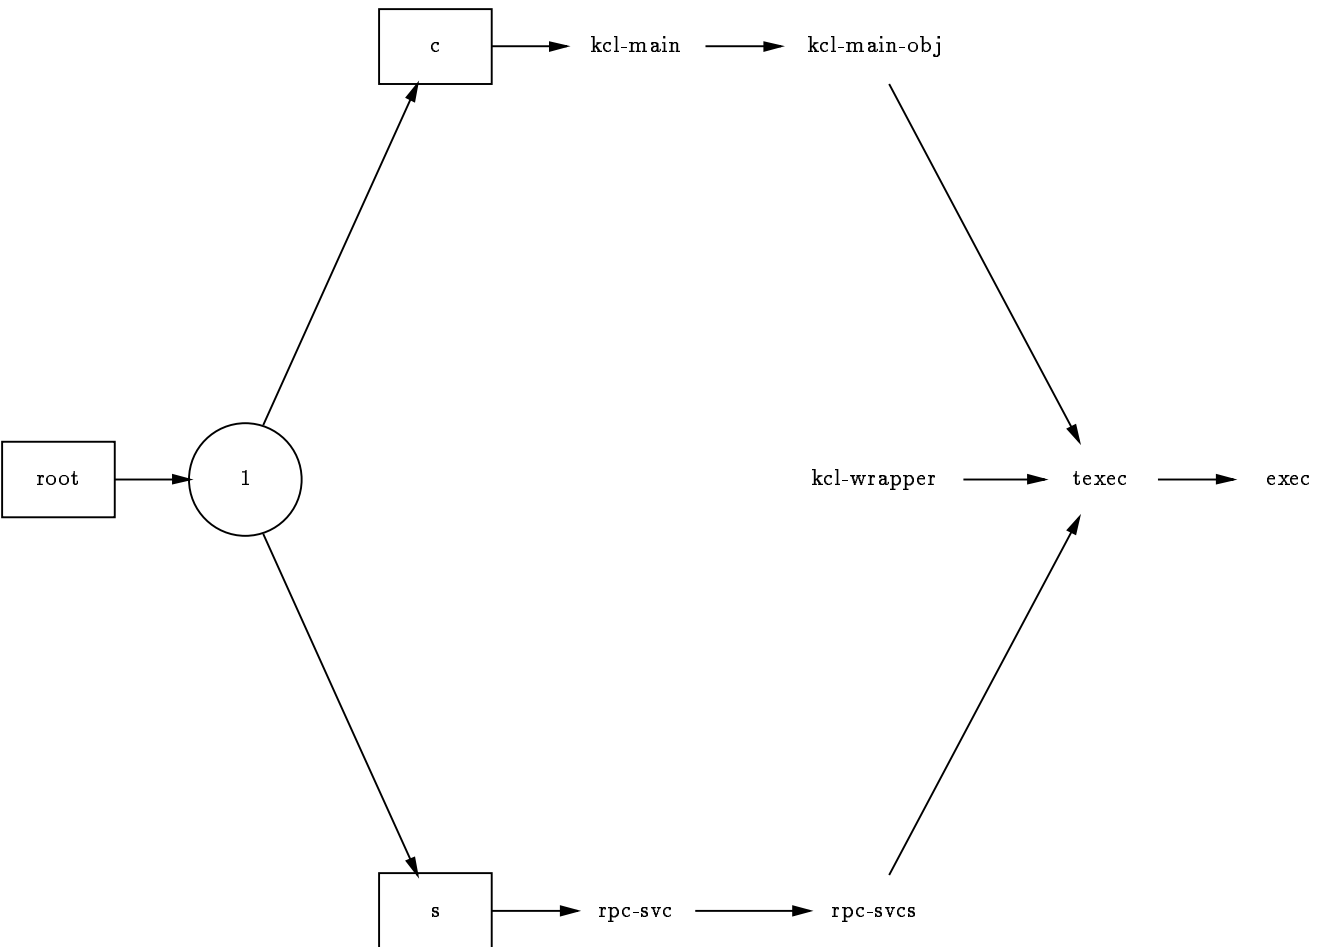 c
kcl-main
kcl-main-obj
root
1
kcl-wrapper
texec
exec
s
rpc-svc
rpc-svcs